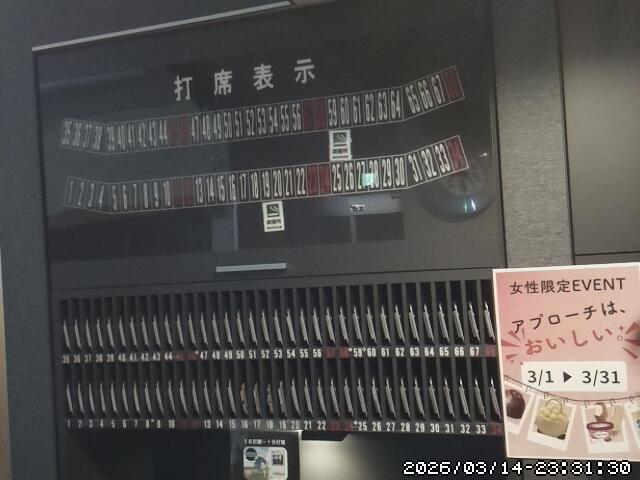 打席表示
35 36 37 38 39 40 41 42 43 44 47 48 49 50 51 52 53 54 55 56 59 60 61 62 63 64 65 66 67
1 2 3 4 5 6 7 8 9 10 13 14 15 16 17 18 19 20 21 22 25 26 27 28 29 30 31 32 33 34
35 36 37 38 39 40 41 42 43 44 47 48 49 50 51 52 53 54 55 56 57 58 59 60 61 62 63 64 65 66 67 68
1 2 3 4 5 6 7 8 9 10 13 14 15 16 17 18 19 20 21 22 23 24 25 26 27 28 29 30 31 32 33 34
女性限定EVENT
アプローチは、
おいしい。
3/1 ▶ 3/31
2026/03/14-23:31:30